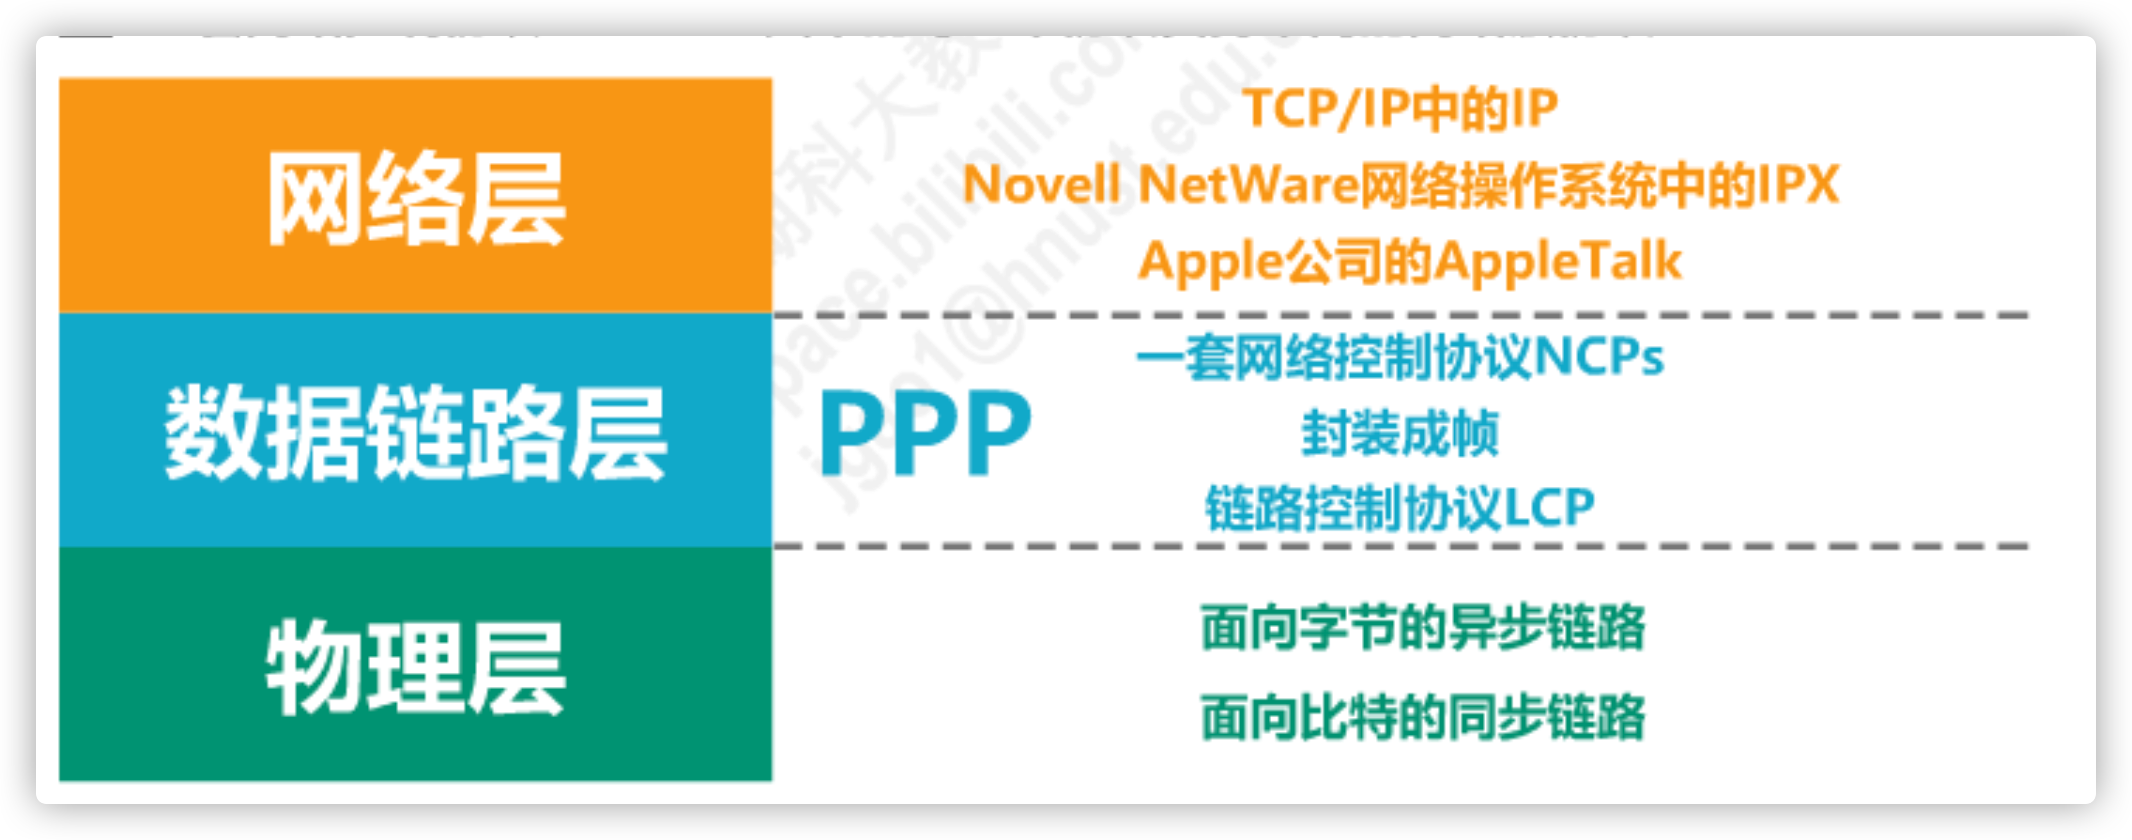 网络层
TCP/IP中的IP
Novell NetWare网络操作系统中的IPX
Apple公司的AppleTalk
数据链路层
PPP
一套网络控制协议NCPs
封装成帧
链路控制协议LCP
物理层
面向字节的异步链路
面向比特的同步链路
科大教
pace.bilibili.co
@hnust.edu.c